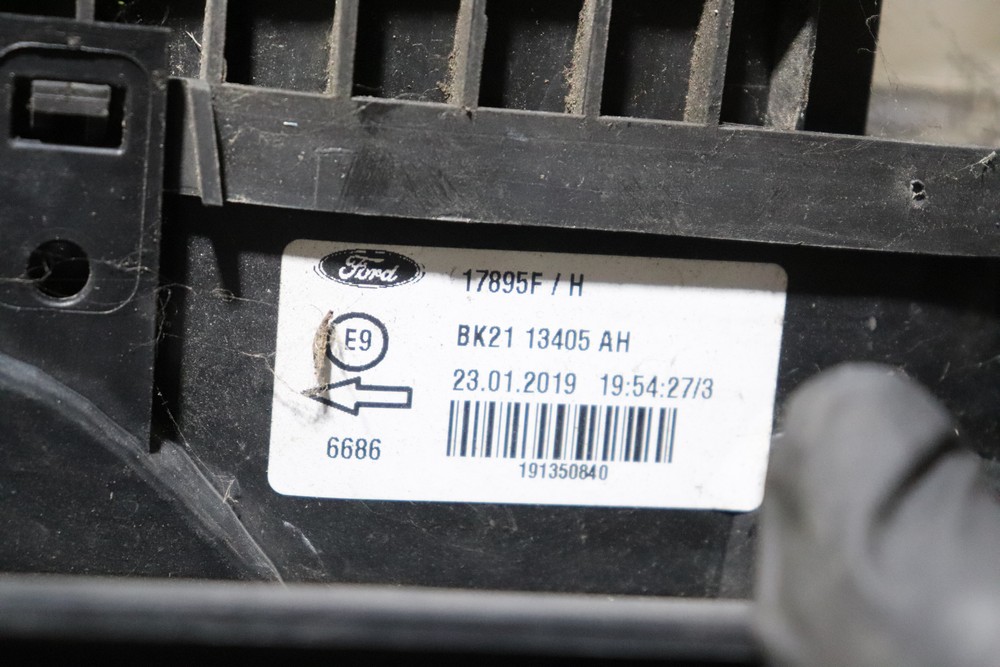 Ford
17895F / H
E9
BK21 13405 AH
23.01.2019 19:54:27/3
6686
191350840